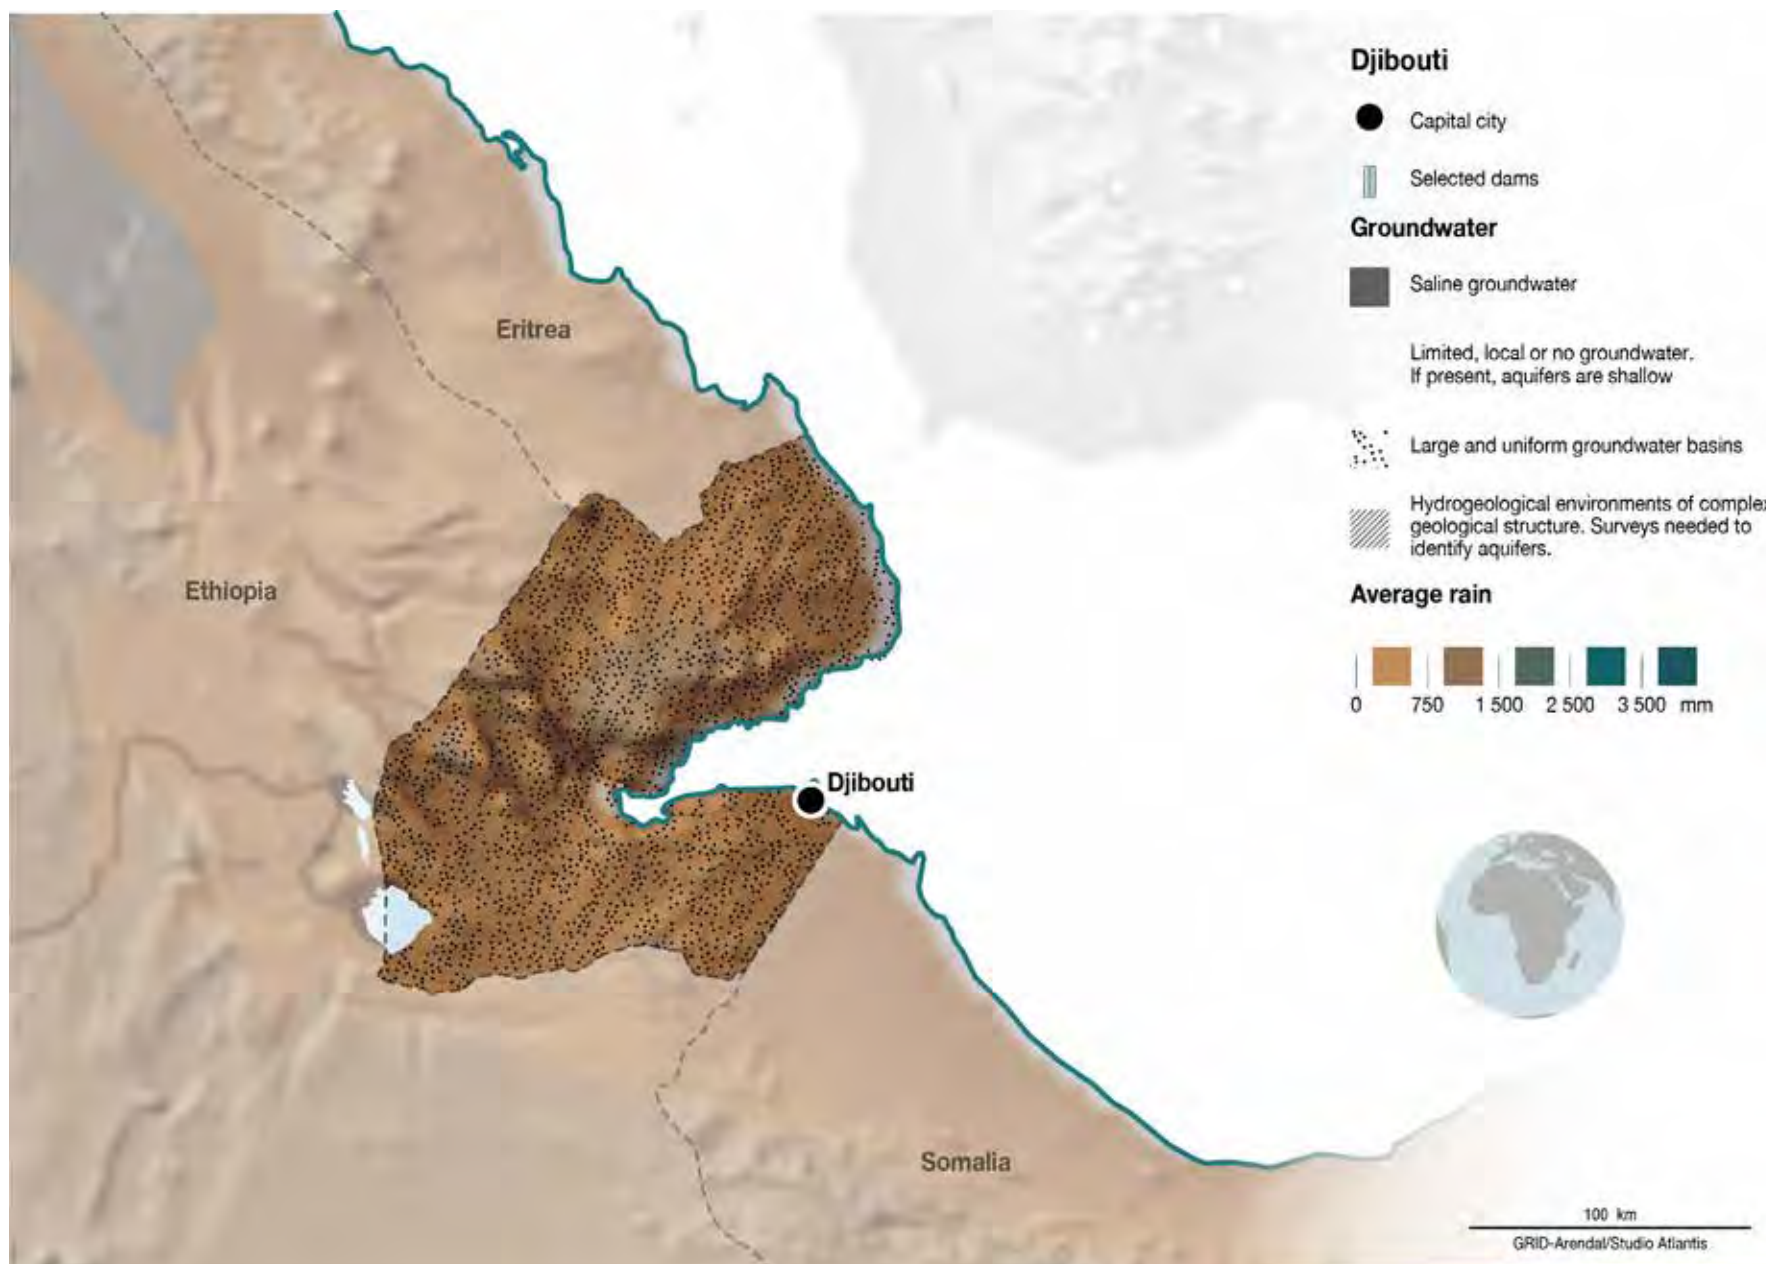 Djibouti
Capital city
Selected dams
Groundwater
Saline groundwater
Limited, local or no groundwater.
If present, aquifers are shallow
Large and uniform groundwater basins
Hydrogeological environments of complex
geological structure. Surveys needed to
identify aquifers.
Average rain
0 750 1 500 2 500 3 500 mm
Eritrea
Ethiopia
Djibouti
Somalia
100 km
GRID-Arendal/Studio Atlantis